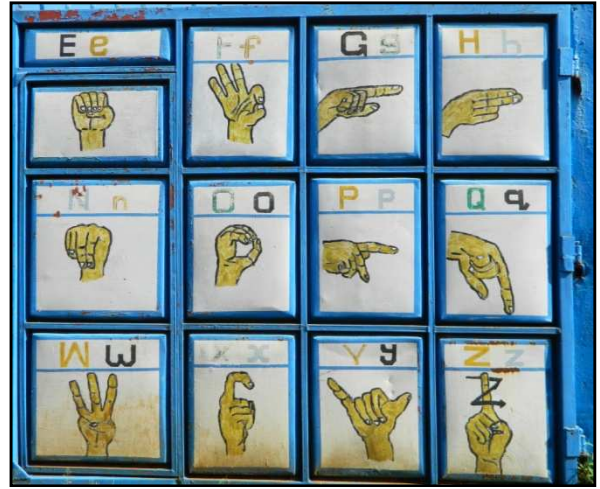 E e
F f
G g
H h
N n
O o
P p
Q q
W w
X x
Y y
Z z